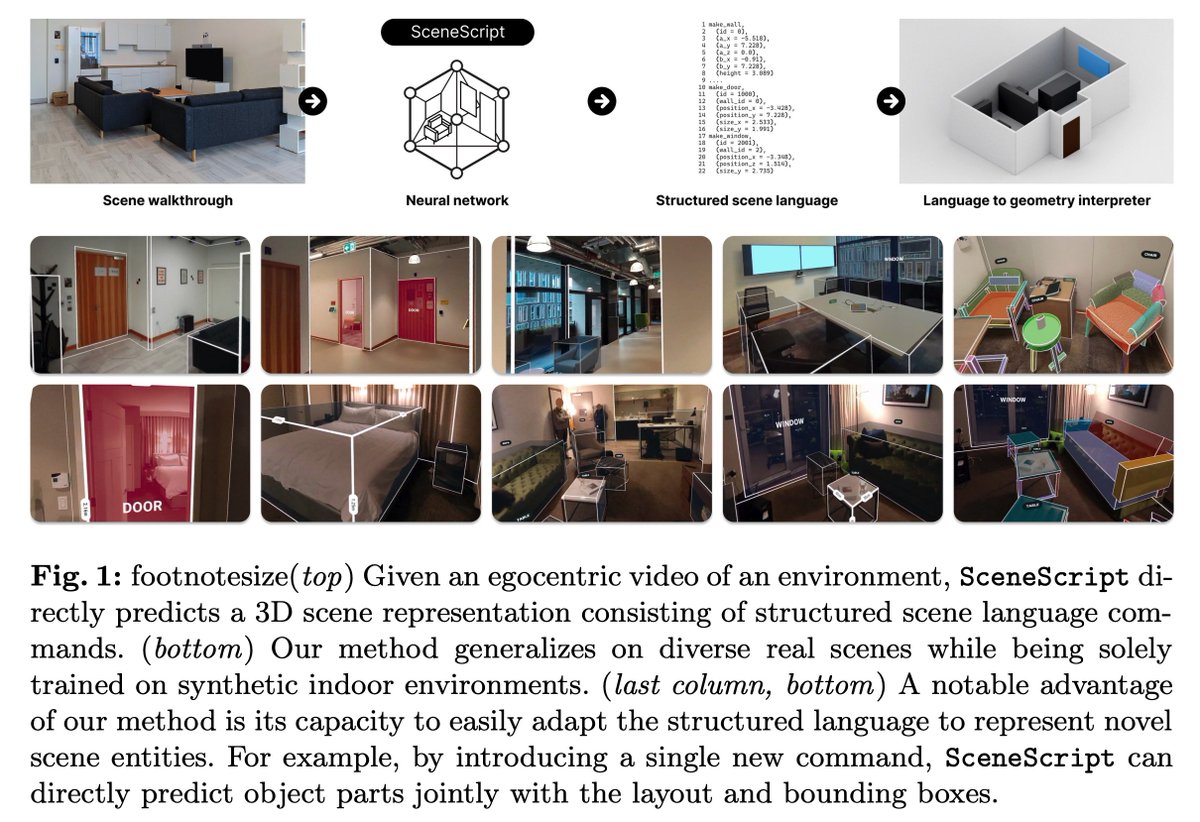 SceneScript
1 make_wall,
2 {id = 0},
3 {a_x = -5.518},
4 {a_y = 7.228},
5 {a_z = 0.0},
6 {b_x = -0.91},
7 {b_y = 7.228},
8 {height = 3.089}
9 ....
10 make_door,
11 {id = 1000},
12 {wall_id = 0},
13 {position_x = -3.428},
14 {position_y = 7.228},
15 {size_x = 2.533},
16 {size_y = 1.991}
17 make_window,
18 {id = 2001},
19 {wall_id = 2},
20 {position_x = -3.348},
21 {position_z = 1.514},
22 {size_y = 2.735}
Scene walkthrough
Neural network
Structured scene language
Language to geometry interpreter
DOOR
DOOR
WINDOW
CHAIR
CHAIR
DOOR
TABLE
WINDOW
WINDOW
TABLE
Fig. 1: footnotesize(top) Given an egocentric video of an environment, SceneScript di-
rectly predicts a 3D scene representation consisting of structured scene language com-
mands. (bottom) Our method generalizes on diverse real scenes while being solely
trained on synthetic indoor environments. (last column, bottom) A notable advantage
of our method is its capacity to easily adapt the structured language to represent novel
scene entities. For example, by introducing a single new command, SceneScript can
directly predict object parts jointly with the layout and bounding boxes.